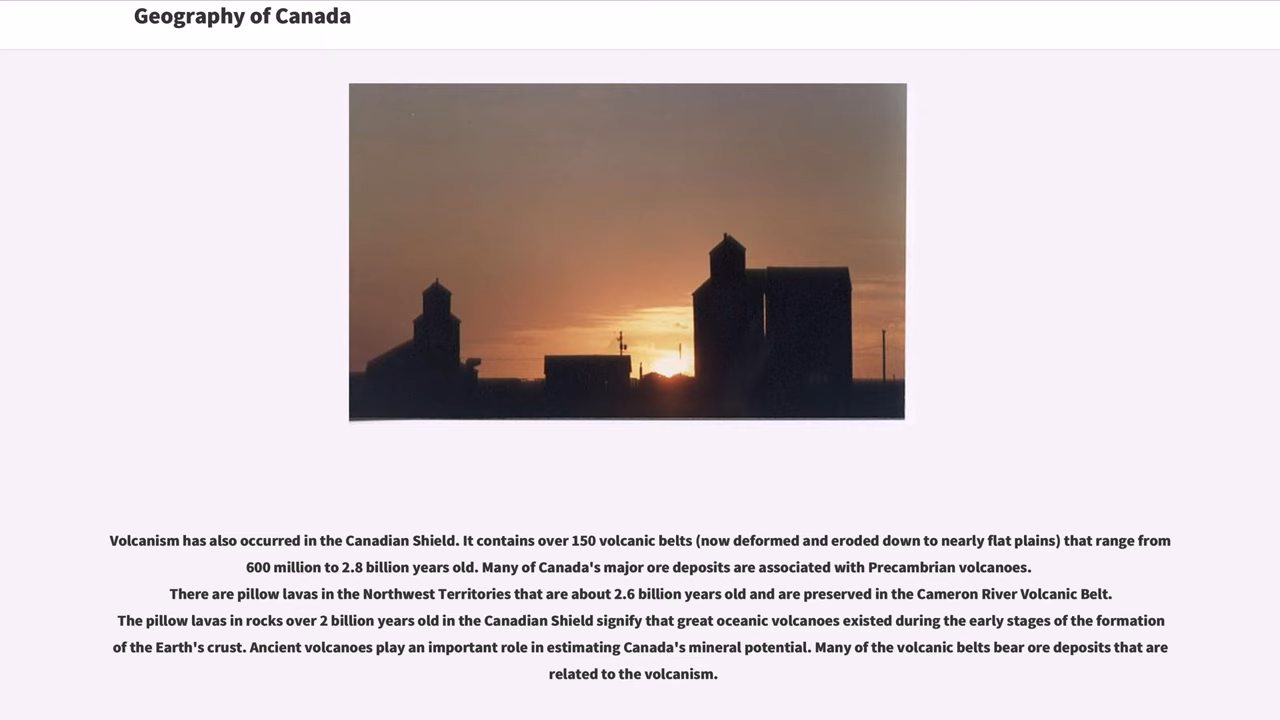 Geography of Canada
Volcanism has also occurred in the Canadian Shield. It contains over 150 volcanic belts (now deformed and eroded down to nearly flat plains) that range from
600 million to 2.8 billion years old. Many of Canada's major ore deposits are associated with Precambrian volcanoes.
There are pillow lavas in the Northwest Territories that are about 2.6 billion years old and are preserved in the Cameron River Volcanic Belt.
The pillow lavas in rocks over 2 billion years old in the Canadian Shield signify that great oceanic volcanoes existed during the early stages of the formation
of the Earth's crust. Ancient volcanoes play an important role in estimating Canada's mineral potential. Many of the volcanic belts bear ore deposits that are
related to the volcanism.